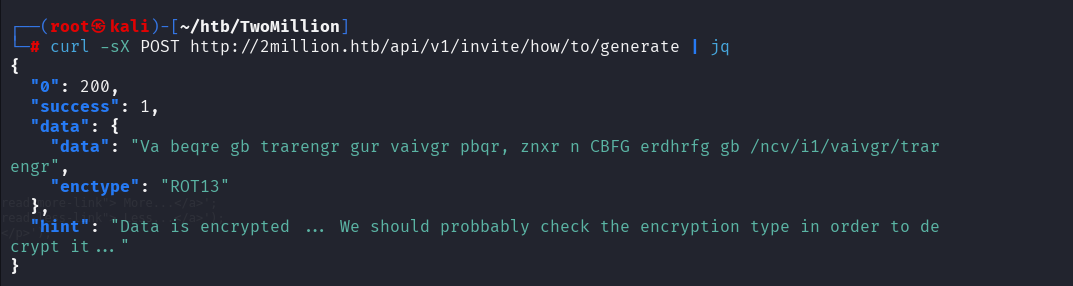 ┌──(root㉿kali)-[~/htb/TwoMillion]
└─# curl -sX POST http://2million.htb/api/v1/invite/how/to/generate | jq
{
  "0": 200,
  "success": 1,
  "data": {
    "data": "Va beqre gb trarengr gur vaivgr pbqr, znxr n CBFG erdhrfg gb /ncv/i1/vaivgr/trar
engr",
    "enctype": "ROT13"
  },
  "hint": "Data is encrypted ... We should probbably check the encryption type in order to de
crypt it..."
}